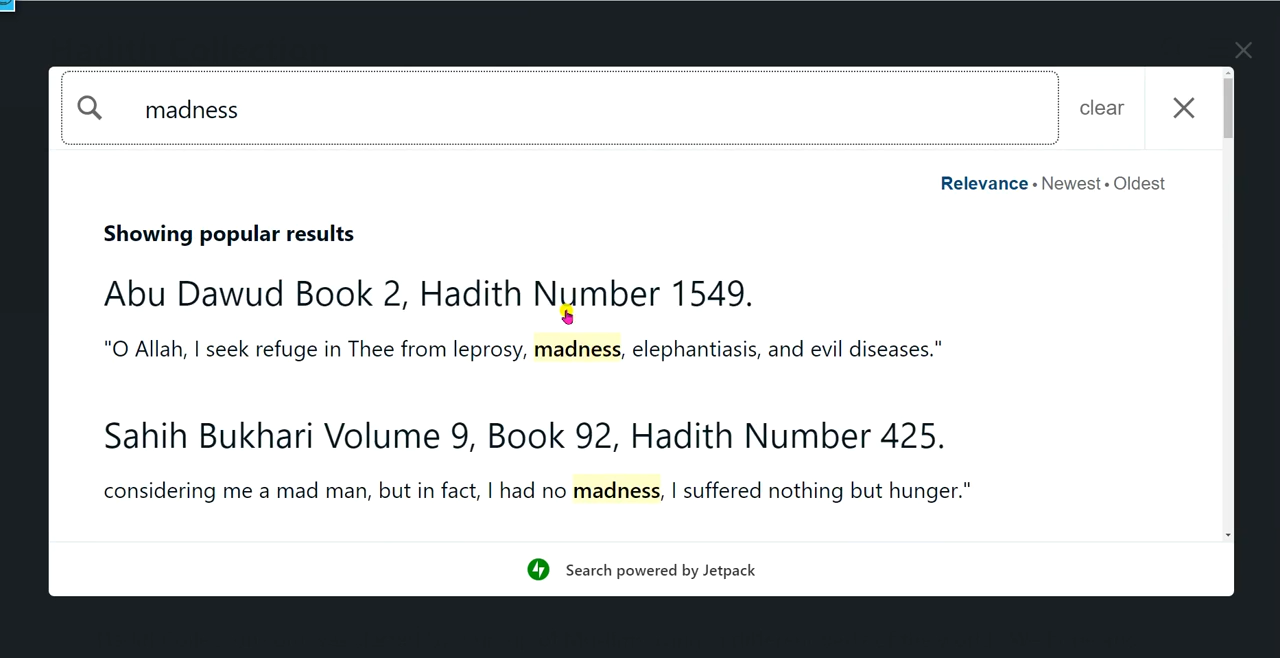 madness
clear
Relevance • Newest • Oldest
Showing popular results
Abu Dawud Book 2, Hadith Number 1549.
"O Allah, I seek refuge in Thee from leprosy, madness, elephantiasis, and evil diseases."
Sahih Bukhari Volume 9, Book 92, Hadith Number 425.
considering me a mad man, but in fact, I had no madness, I suffered nothing but hunger."
Search powered by Jetpack